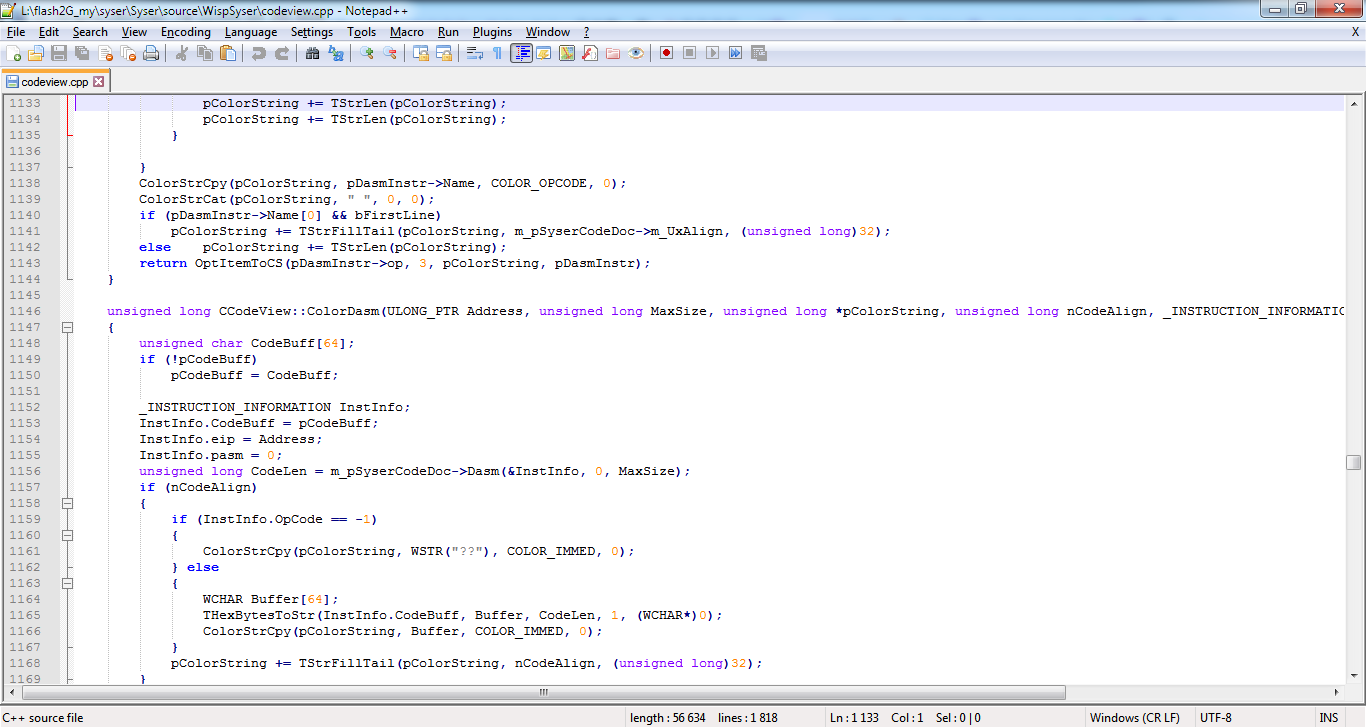 L:\flash2G_my\syser\Syser\source\WispSyser\codeview.cpp - Notepad++
File Edit Search View Encoding Language Settings Tools Macro Run Plugins Window ? X
codeview.cpp
1133 pColorString += TStrLen(pColorString);
1134 pColorString += TStrLen(pColorString);
1135 }
1136
1137 }
1138 ColorStrCpy(pColorString, pDasmInstr->Name, COLOR_OPCODE, 0);
1139 ColorStrCat(pColorString, " ", 0, 0);
1140 if (pDasmInstr->Name[0] && bFirstLine)
1141 pColorString += TStrFillTail(pColorString, m_pSyserCodeDoc->m_UxAlign, (unsigned long)32);
1142 else pColorString += TStrLen(pColorString);
1143 return OptItemToCS(pDasmInstr->op, 3, pColorString, pDasmInstr);
1144 }
1145
1146 unsigned long CCodeView::ColorDasm(ULONG_PTR Address, unsigned long MaxSize, unsigned long *pColorString, unsigned long nCodeAlign, _INSTRUCTION_INFORMATIO
1147 {
1148 unsigned char CodeBuff[64];
1149 if (!pCodeBuff)
1150 pCodeBuff = CodeBuff;
1151
1152 _INSTRUCTION_INFORMATION InstInfo;
1153 InstInfo.CodeBuff = pCodeBuff;
1154 InstInfo.eip = Address;
1155 InstInfo.pasm = 0;
1156 unsigned long CodeLen = m_pSyserCodeDoc->Dasm(&InstInfo, 0, MaxSize);
1157 if (nCodeAlign)
1158 {
1159 if (InstInfo.OpCode == -1)
1160 {
1161 ColorStrCpy(pColorString, WSTR("??"), COLOR_IMMED, 0);
1162 } else
1163 {
1164 WCHAR Buffer[64];
1165 THexBytesToStr(InstInfo.CodeBuff, Buffer, CodeLen, 1, (WCHAR*)0);
1166 ColorStrCpy(pColorString, Buffer, COLOR_IMMED, 0);
1167 }
1168 pColorString += TStrFillTail(pColorString, nCodeAlign, (unsigned long)32);
1169 }
C++ source file length : 56 634 lines : 1 818 Ln : 1 133 Col : 1 Sel : 0 | 0 Windows (CR LF) UTF-8 INS